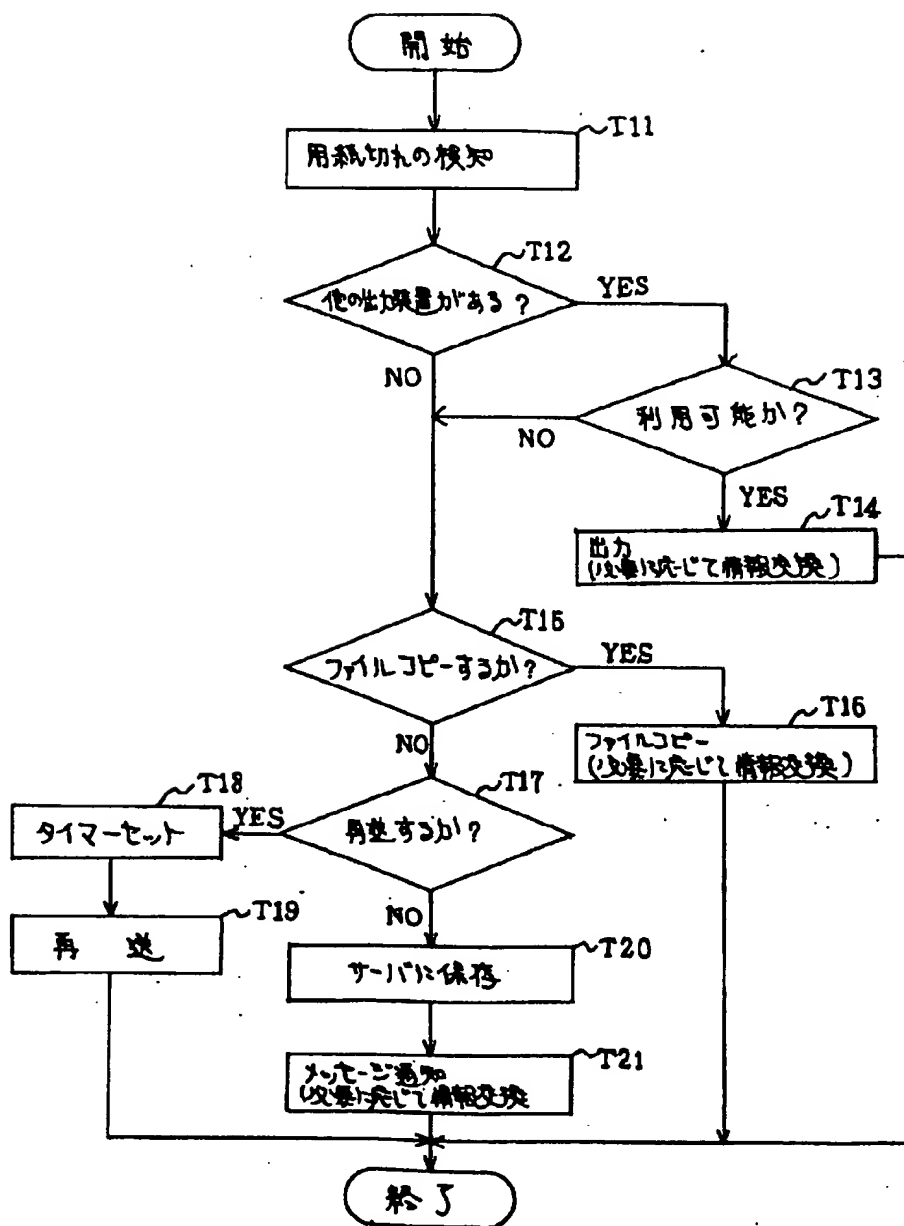 開始
T11
用紙切れの検知
T12
他の出力装置がある?
YES
NO
T13
利用可能か?
NO
YES
T14
出力
(必要に応じて情報交換)
T15
ファイルコピーするか?
YES
T16
ファイルコピー
(必要に応じて情報交換)
NO
T17
再送するか?
YES
T18
タイマーセット
T19
再送
NO
T20
サーバに保存
T21
メッセージ通知
(必要に応じて情報交換
終了